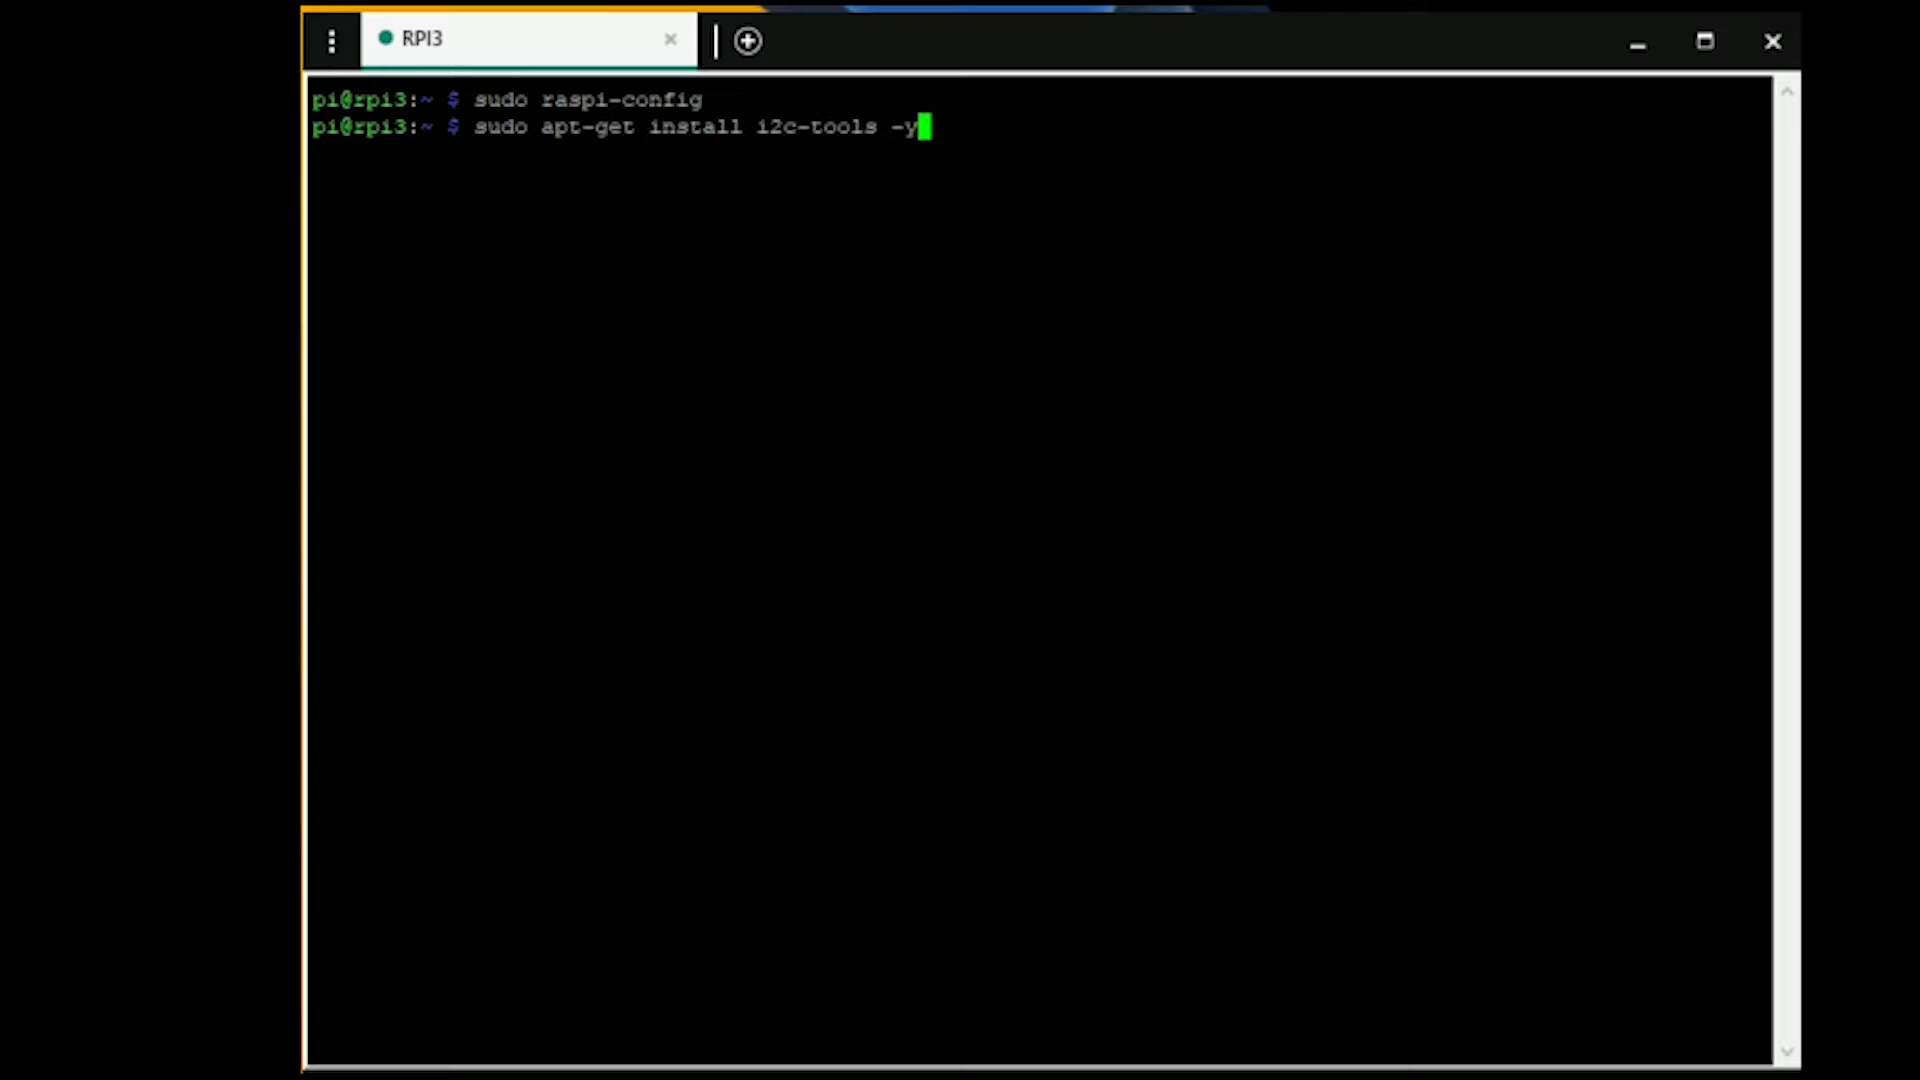 RPI3
pi@rpi3:~ $ sudo raspi-config
pi@rpi3:~ $ sudo apt-get install i2c-tools -y